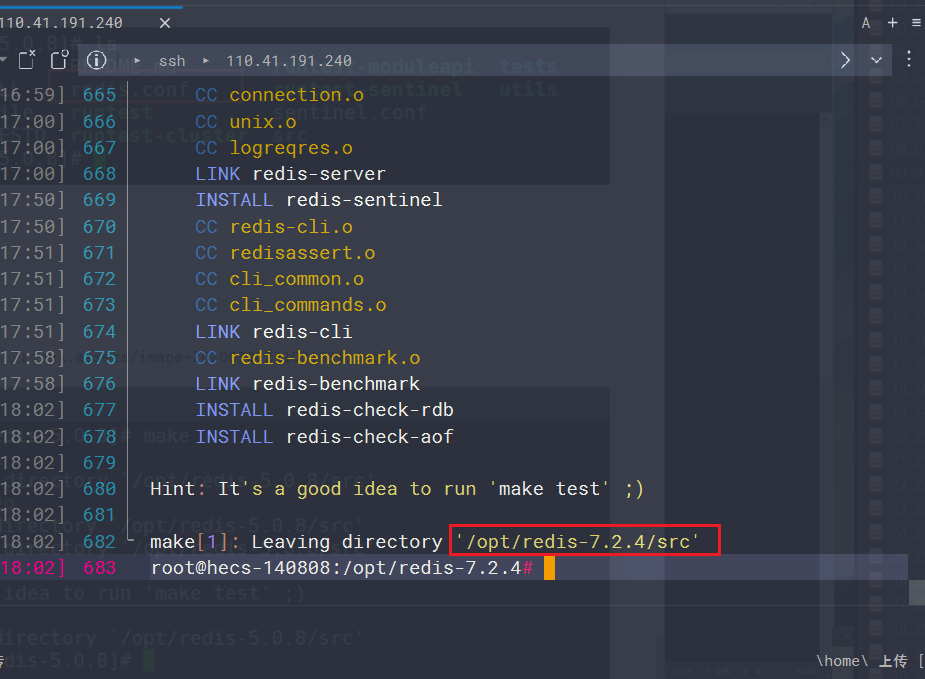 110.41.191.240 × A + ≡
ssh ▸ 110.41.191.240
16:59] 665 CC connection.o
17:00] 666 CC unix.o
17:00] 667 CC logreqres.o
17:00] 668 LINK redis-server
17:50] 669 INSTALL redis-sentinel
17:50] 670 CC redis-cli.o
17:51] 671 CC redisassert.o
17:51] 672 CC cli_common.o
17:51] 673 CC cli_commands.o
17:51] 674 LINK redis-cli
17:58] 675 CC redis-benchmark.o
17:58] 676 LINK redis-benchmark
18:02] 677 INSTALL redis-check-rdb
18:02] 678 INSTALL redis-check-aof
18:02] 679
18:02] 680 Hint: It's a good idea to run 'make test' ;)
18:02] 681
18:02] 682 make[1]: Leaving directory '/opt/redis-7.2.4/src'
18:02] 683 root@hecs-140808:/opt/redis-7.2.4#
idea to run 'make test' ;)
directory `/opt/redis-5.0.8/src'
dis-5.0.8]#
\home\ 上传 [